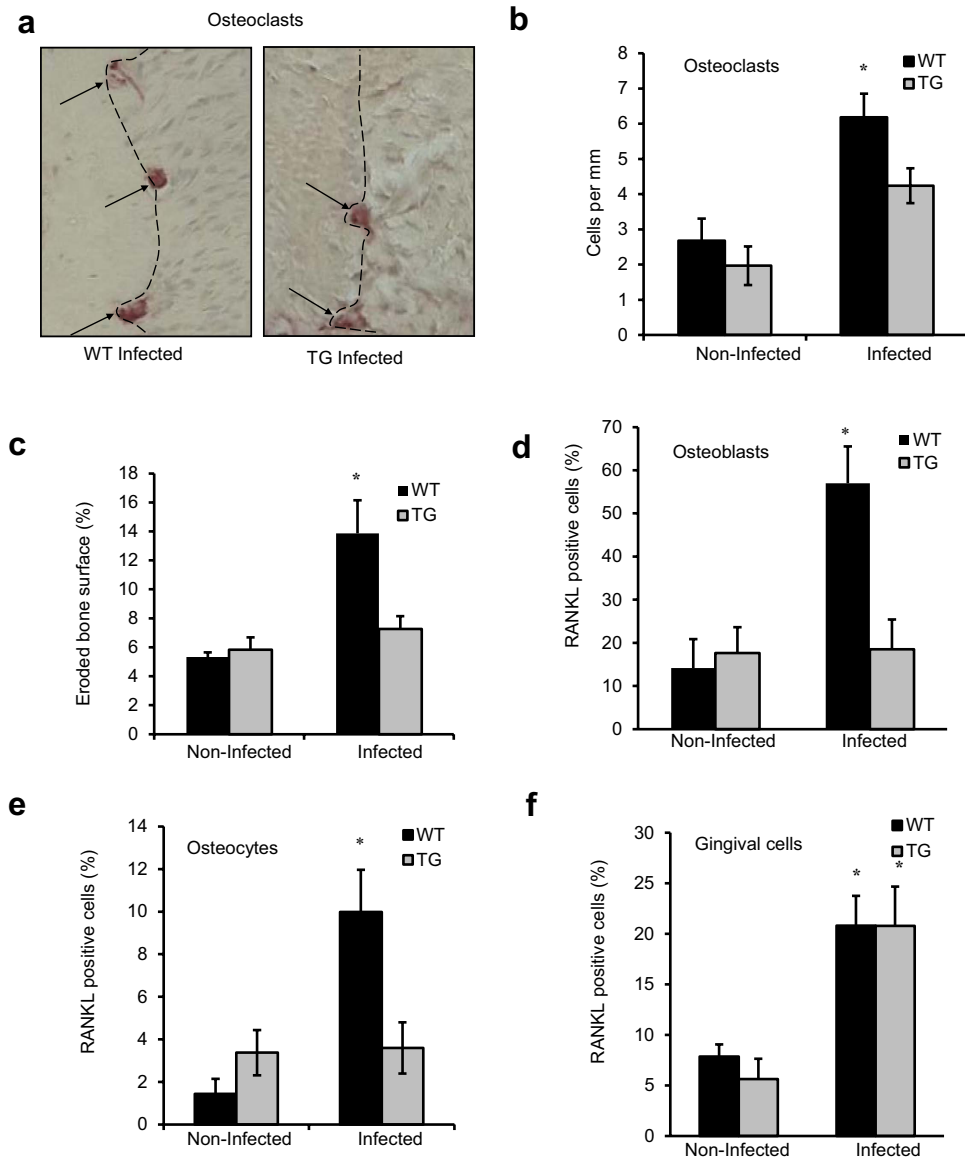 a
Osteoclasts
WT Infected
TG Infected
b
Osteoclasts
*
WT
TG
Cells per mm
8
7
6
5
4
3
2
1
0
Non-Infected
Infected
c
*
WT
TG
Eroded bone surface (%)
18
16
14
12
10
8
6
4
2
0
Non-Infected
Infected
d
Osteoblasts
*
WT
TG
RANKL positive cells (%)
70
60
50
40
30
20
10
0
Non-Infected
Infected
e
Osteocytes
*
WT
TG
RANKL positive cells (%)
14
12
10
8
6
4
2
0
Non-Infected
Infected
f
Gingival cells
WT
TG
* *
RANKL positive cells (%)
30
25
20
15
10
5
0
Non-Infected
Infected